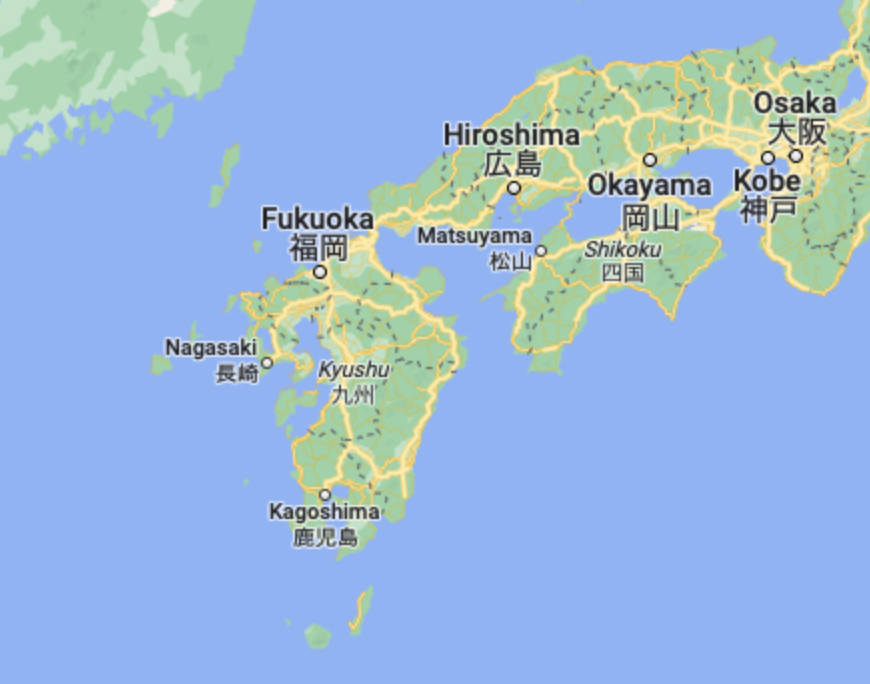 Osaka
大阪
Hiroshima
広島
Okayama
岡山
Kobe
神戸
Fukuoka
福岡
Matsuyama
松山
Shikoku
四国
Nagasaki
長崎
Kyushu
九州
Kagoshima
鹿児島